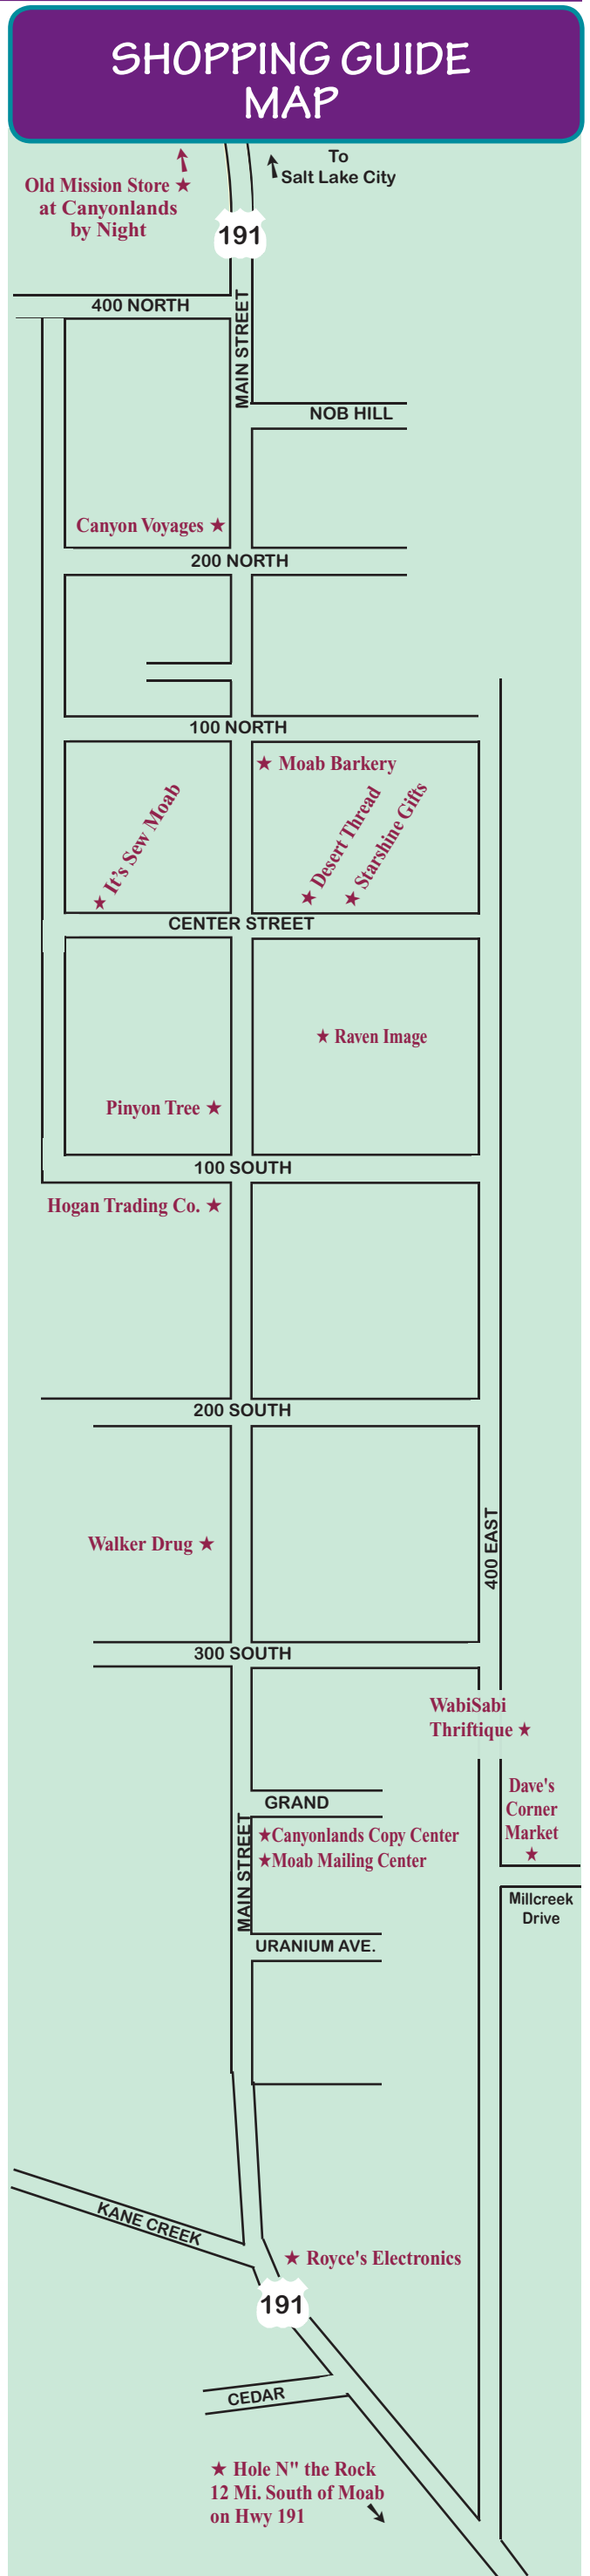 SHOPPING GUIDE
MAP
To
Salt Lake City
Old Mission Store
at Canyonlands
by Night
191
400 NORTH
MAIN STREET
NOB HILL
Canyon Voyages
200 NORTH
100 NORTH
Moab Barkery
It's Sew Moab
Desert Thread
Starshine Gifts
CENTER STREET
Raven Image
Pinyon Tree
100 SOUTH
Hogan Trading Co.
200 SOUTH
400 EAST
Walker Drug
300 SOUTH
WabiSabi
Thriftique
Dave's
Corner
Market
GRAND
MAIN STREET
Canyonlands Copy Center
Moab Mailing Center
Millcreek
Drive
URANIUM AVE.
KANE CREEK
Royce's Electronics
191
CEDAR
Hole N" the Rock
12 Mi. South of Moab
on Hwy 191